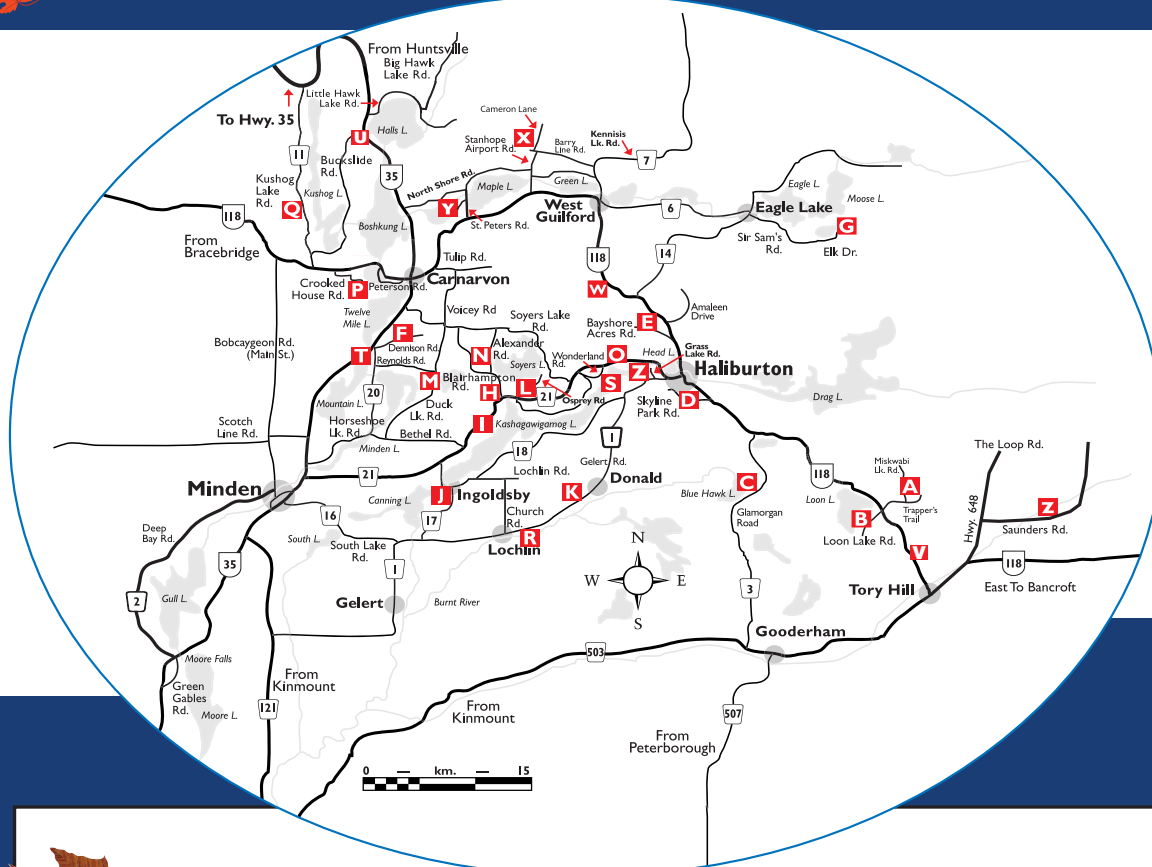 From Huntsville
Big Hawk
Lake Rd.
Little Hawk
Lake Rd.
To Hwy. 35
Halls L.
U
11
Buckslide
Rd.
35
Kushog
Lake
Rd.
Q
Kushog L.
118
From
Bracebridge
Boshkung L.
Cameron Lane
X
Stanhope
Airport Rd.
Barry
Line Rd.
Kennisis
Lk. Rd.
7
North Shore Rd.
Maple L.
Green L.
Y
St. Peters Rd.
West
Guilford
6
Eagle L.
Moose L.
Eagle Lake
G
Sir Sam's
Rd.
Elk Dr.
14
118
W
Tulip Rd.
Carnarvon
Crooked
House Rd.
P
Peterson Rd.
Twelve
Mile L.
Voicey Rd
Soyers Lake
Rd.
Bayshore
Acres Rd.
E
Amaleen
Drive
Bobcaygeon Rd.
(Main St.)
F
Dennison Rd.
T
Reynolds Rd.
N
Alexander
Rd.
Soyers L.
Wonderland
Rd.
O
Head L.
Grass
Lake Rd.
Z
Haliburton
M
Blairhampton
Rd.
H
L
21
Osprey Rd
S
Skyline
Park Rd.
D
Drag L.
20
Mountain L.
Duck
Lk. Rd.
Horseshoe
Lk. Rd.
Bethel Rd.
I
Kashagawigamog L.
Scotch
Line Rd.
Minden L.
1
18
Gelert Rd.
21
Lochlin Rd.
Donald
Minden
Canning L.
J
Ingoldsby
K
Blue Hawk L.
C
118
The Loop Rd.
Miskwabi
Lk. Rd.
A
Loon L.
Trapper's
Trail
B
Loon Lake Rd.
V
Hwy. 648
Z
Saunders Rd.
118
East To Bancroft
Tory Hill
Glamorgan
Road
16
17
Church
Rd.
R
Lochlin
Deep
Bay Rd.
South L.
South Lake
Rd.
35
1
N
W
E
S
3
2
Gull L.
Gelert
Burnt River
Gooderham
503
Moore Falls
Green
Gables
Rd.
Moore L.
From
Kinmount
121
From
Kinmount
507
From
Peterborough
0
km.
15